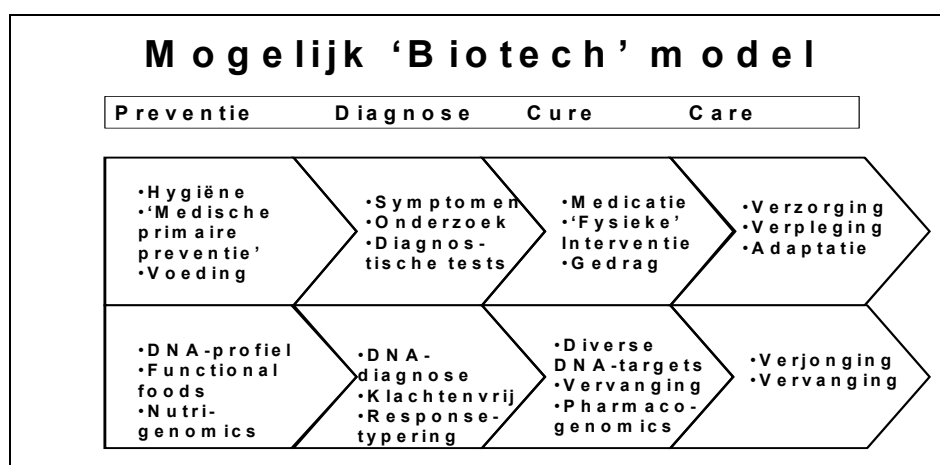 Mogelijk ‘Biotech’ model
Preventie Diagnose Cure Care
•Hygiëne
•‘Medische
primaire
preventie’
•Voeding
•Symptomen
•Onderzoek
•Diagnos-
tische tests
•Medicatie
•‘Fysieke’
Interventie
•Gedrag
•Verzorging
•Verpleging
•Adaptatie
•DNA-profiel
•Functional
foods
•Nutri-
genomics
•DNA-
diagnose
•Klachtenvrij
•Response-
typering
•Diverse
DNA-targets
•Vervanging
•Pharmaco-
genomics
•Verjonging
•Vervanging